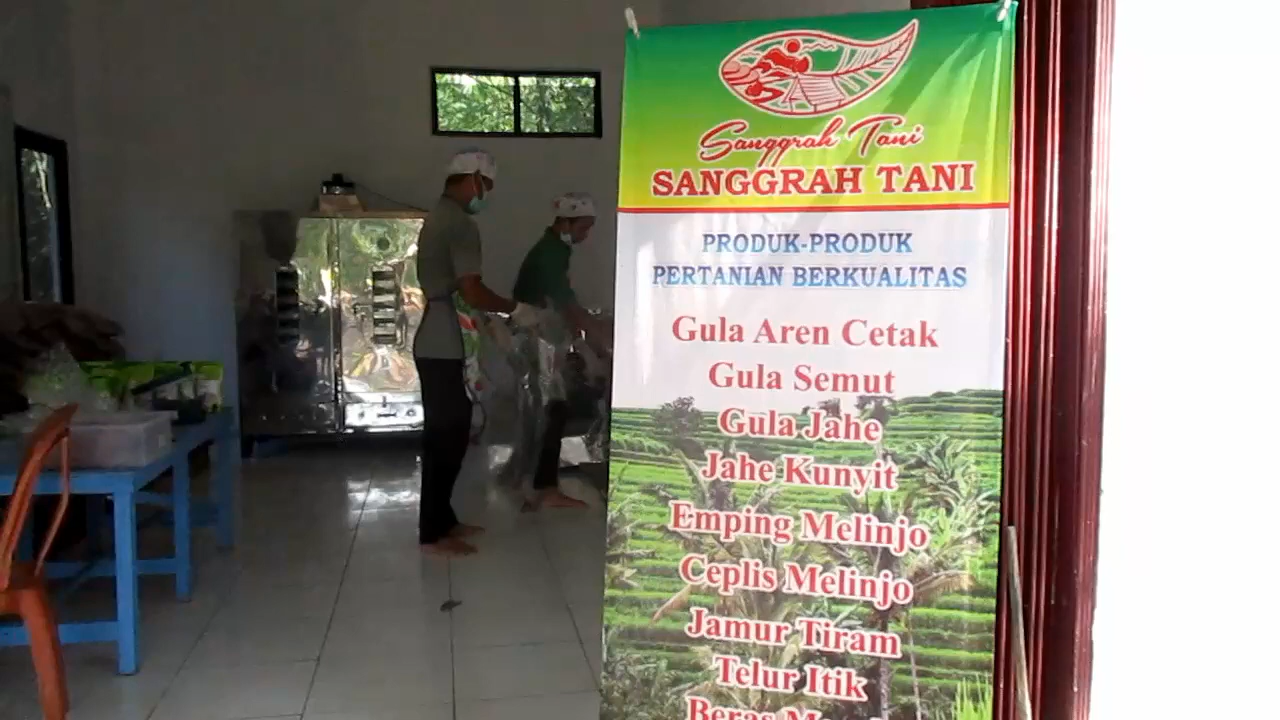 Sanggrah Tani
SANGGRAH TANI
PRODUK-PRODUK
PERTANIAN BERKUALITAS
Gula Aren Cetak
Gula Semut
Gula Jahe
Jahe Kunyit
Emping Melinjo
Ceplis Melinjo
Jamur Tiram
Telur Itik
Beras